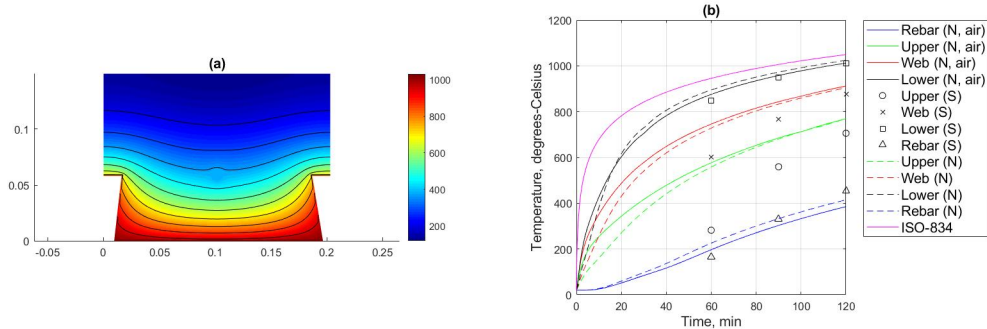 (a)
0.1
0.05
0
-0.05
0
0.05
0.1
0.15
0.2
0.25
1000
800
600
400
200
(b)
1200
1000
800
600
400
200
0
0
20
40
60
80
100
120
Temperature, degrees-Celsius
Time, min
Rebar (N, air)
Upper (N, air)
Web (N, air)
Lower (N, air)
Upper (S)
Web (S)
Lower (S)
Rebar (S)
Upper (N)
Web (N)
Lower (N)
Rebar (N)
ISO-834